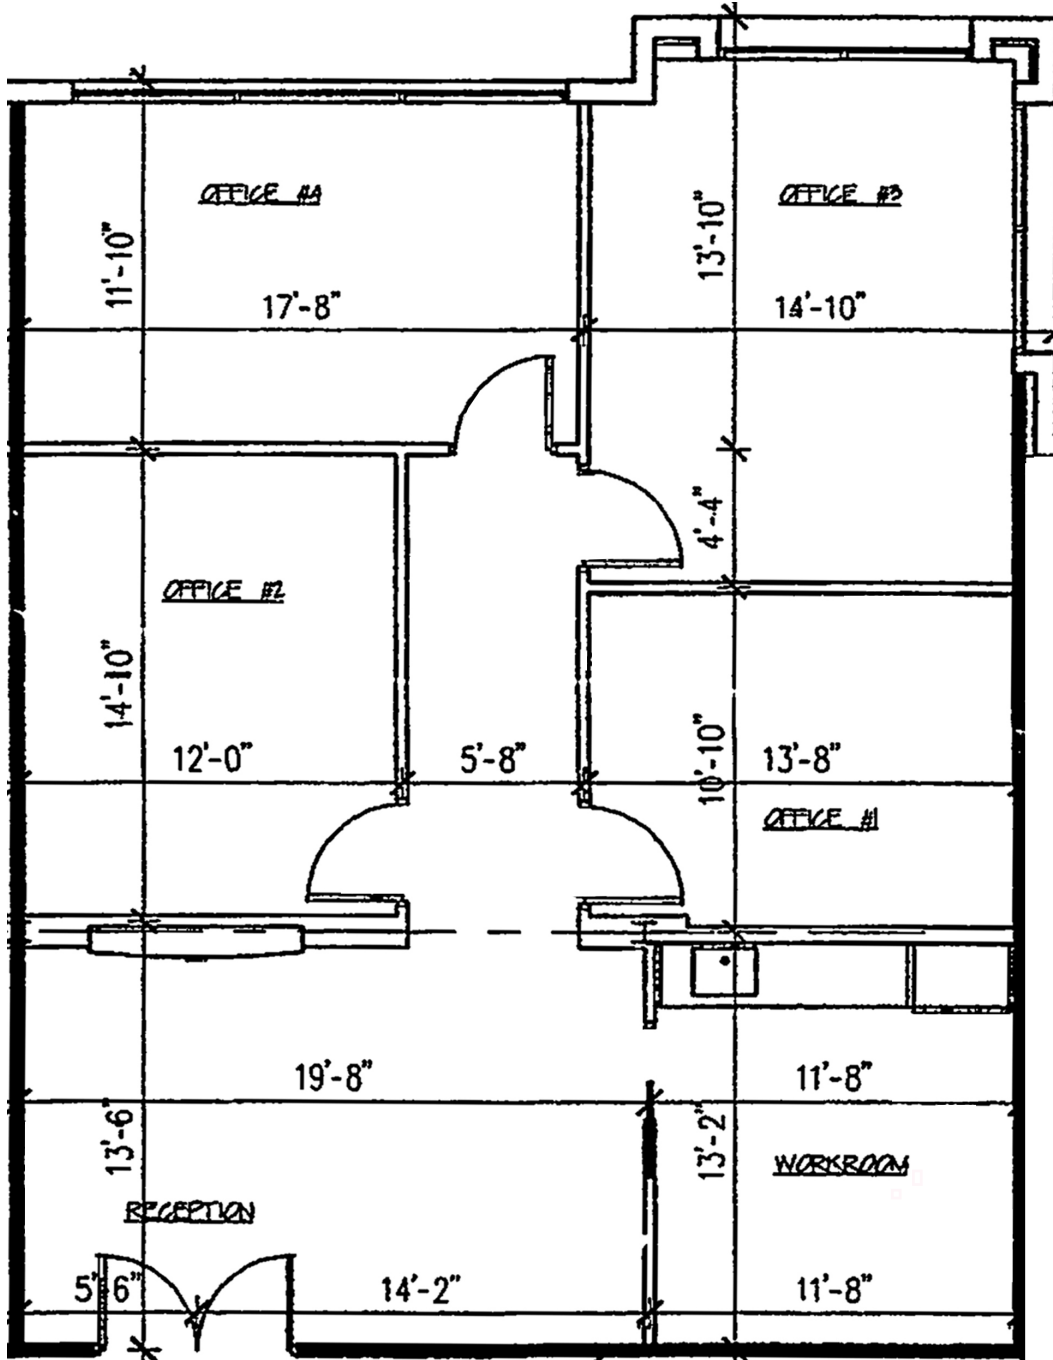 OFFICE #4
OFFICE #3
11'-10"
13'-10"
17'-8"
14'-10"
4'-4"
OFFICE #2
14'-10"
10'-10"
12'-0"
5'-8"
13'-8"
OFFICE #1
19'-8"
11'-8"
13'-6"
13'-2"
WORKROOM
RECEPTION
5'-6"
14'-2"
11'-8"